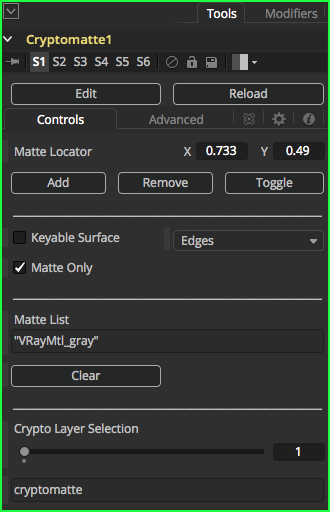 Tools Modifiers
Cryptomatte1
S1 S2 S3 S4 S5 S6
Edit Reload
Controls Advanced
Matte Locator X 0.733 Y 0.49
Add Remove Toggle
Keyable Surface Edges
Matte Only
Matte List
"VRayMtl_gray"
Clear
Crypto Layer Selection
1
cryptomatte